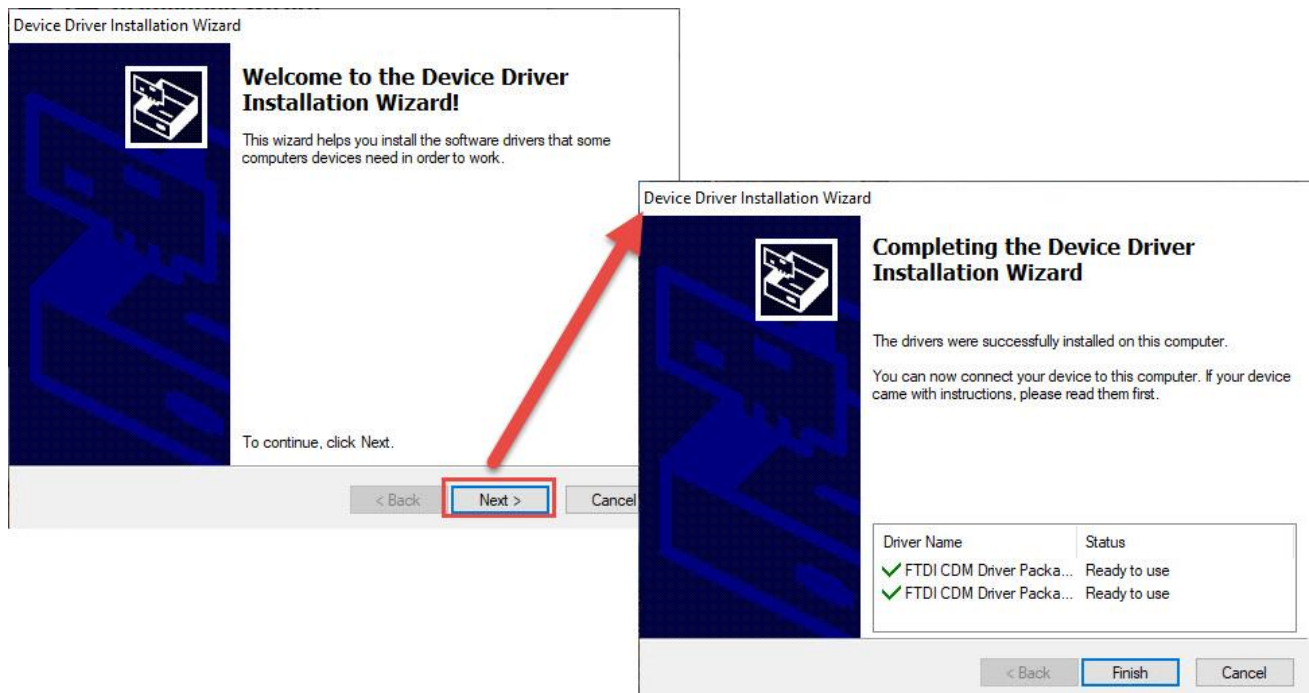 Device Driver Installation Wizard
Welcome to the Device Driver
Installation Wizard!
This wizard helps you install the software drivers that some
computers devices need in order to work.
To continue, click Next.
< Back
Next >
Cancel
Device Driver Installation Wizard
Completing the Device Driver
Installation Wizard
The drivers were successfully installed on this computer.
You can now connect your device to this computer. If your device
came with instructions, please read them first.
Driver Name Status
FTDI CDM Driver Packa... Ready to use
FTDI CDM Driver Packa... Ready to use
< Back
Finish
Cancel